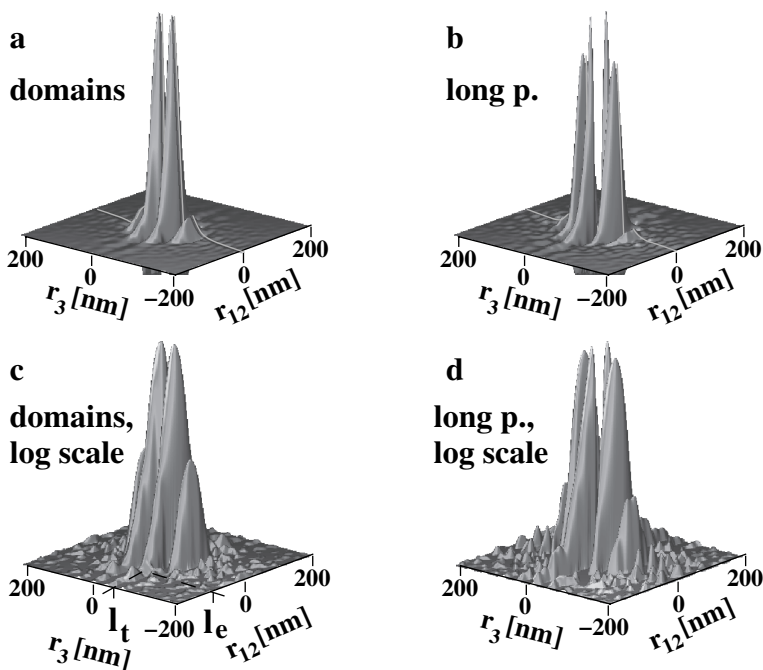 a
domains
200
0
−200
0
200
r3 [nm]
r12 [nm]
b
long p.
200
0
−200
0
200
r3 [nm]
r12 [nm]
c
domains,
log scale
200
0
lt
−200
le
0
200
r3 [nm]
r12 [nm]
d
long p.,
log scale
200
0
−200
0
200
r3 [nm]
r12 [nm]